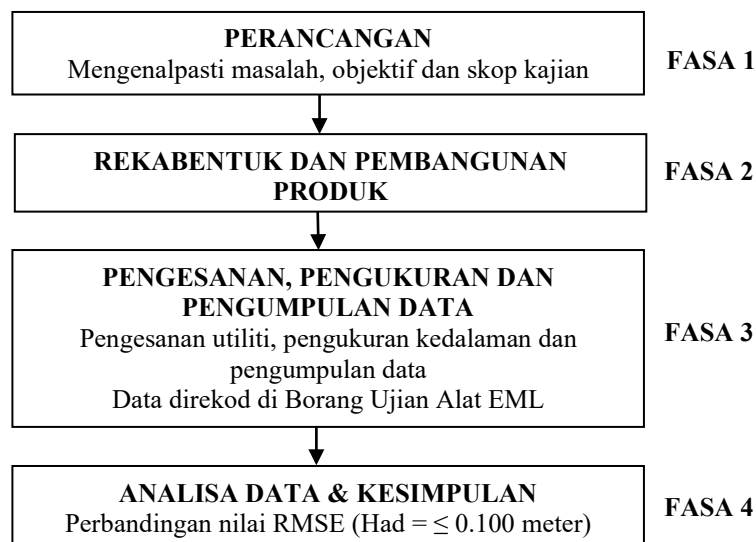 PERANCANGAN
Mengenalpasti masalah, objektif dan skop kajian
FASA 1
REKABENTUK DAN PEMBANGUNAN
PRODUK
FASA 2
PENGESANAN, PENGUKURAN DAN
PENGUMPULAN DATA
Pengesanan utiliti, pengukuran kedalaman dan
pengumpulan data
Data direkod di Borang Ujian Alat EML
FASA 3
ANALISA DATA & KESIMPULAN
Perbandingan nilai RMSE (Had = ≤ 0.100 meter)
FASA 4